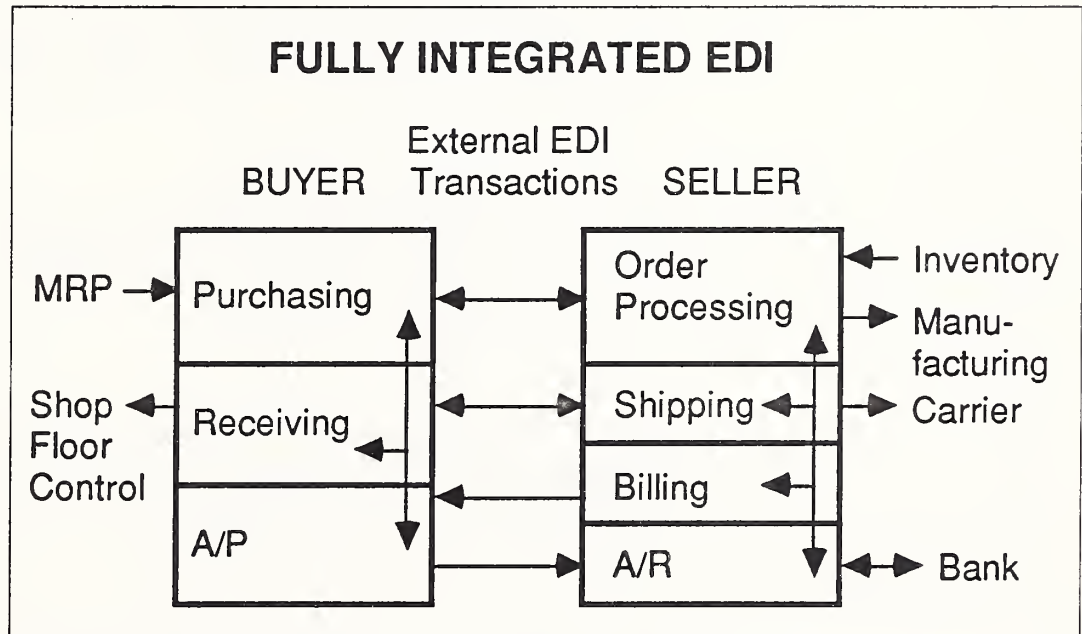 FULLY INTEGRATED EDI
External EDI
BUYER Transactions SELLER
MRP
Purchasing
Shop
Floor
Control
Receiving
A/P
Order
Processing
Shipping
Billing
A/R
Inventory
Manu-
facturing
Carrier
Bank